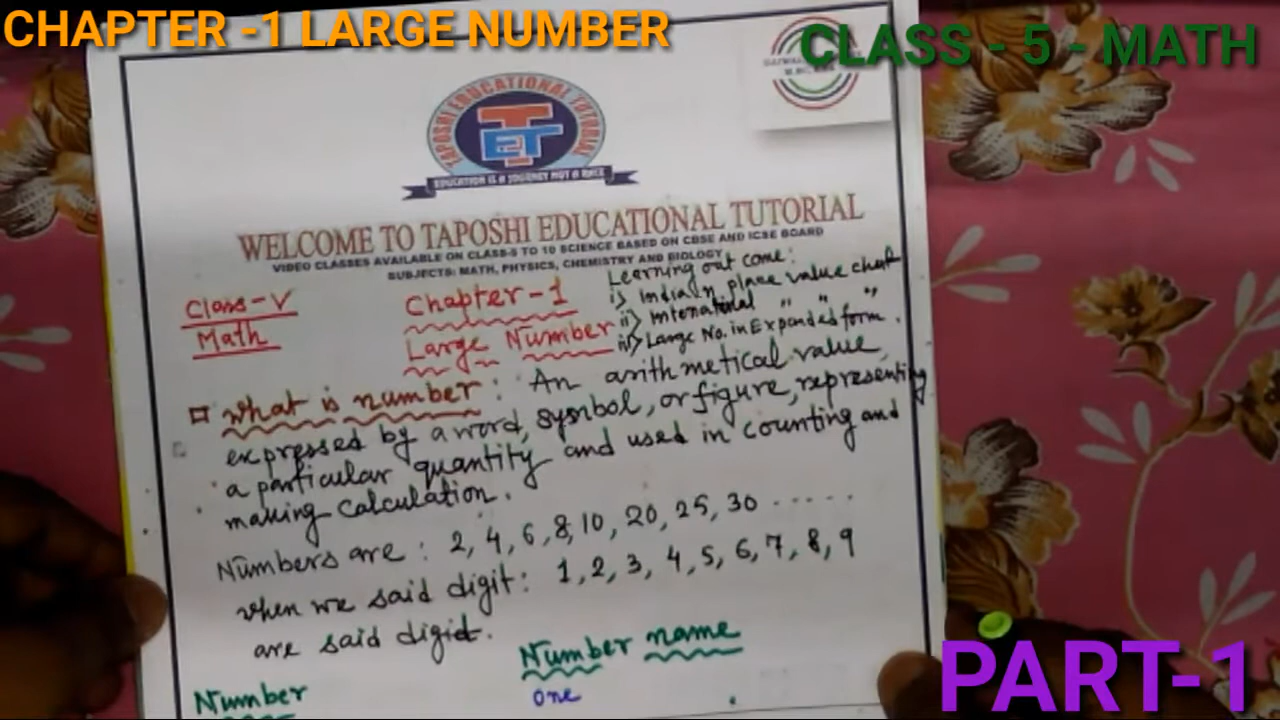 CHAPTER -1 LARGE NUMBER
CLASS - 5 - MATH
TAPOSHI EDUCATIONAL TUTORIAL
TET
EDUCATION IS A JOURNEY NOT A RACE
WELCOME TO TAPOSHI EDUCATIONAL TUTORIAL
VIDEO CLASSES AVAILABLE ON CLASS-5 TO 10 SCIENCE BASED ON CBSE AND ICSE BOARD
SUBJECTS: MATH, PHYSICS, CHEMISTRY AND BIOLOGY
Class-V
Math
Chapter-1
Large Number
Learning out come:
i) Indian place value chart
ii) International " " "
iii) Large No. in Expanded form.
what is number: An arithmetical value,
expressed by a word, symbol, or figure, representing
a particular quantity and used in counting and
making calculation.
Numbers are: 2, 4, 6, 8, 10, 20, 25, 30 ......
when we said digit: 1, 2, 3, 4, 5, 6, 7, 8, 9
are said digit.
Number
Number name
one
PART-1